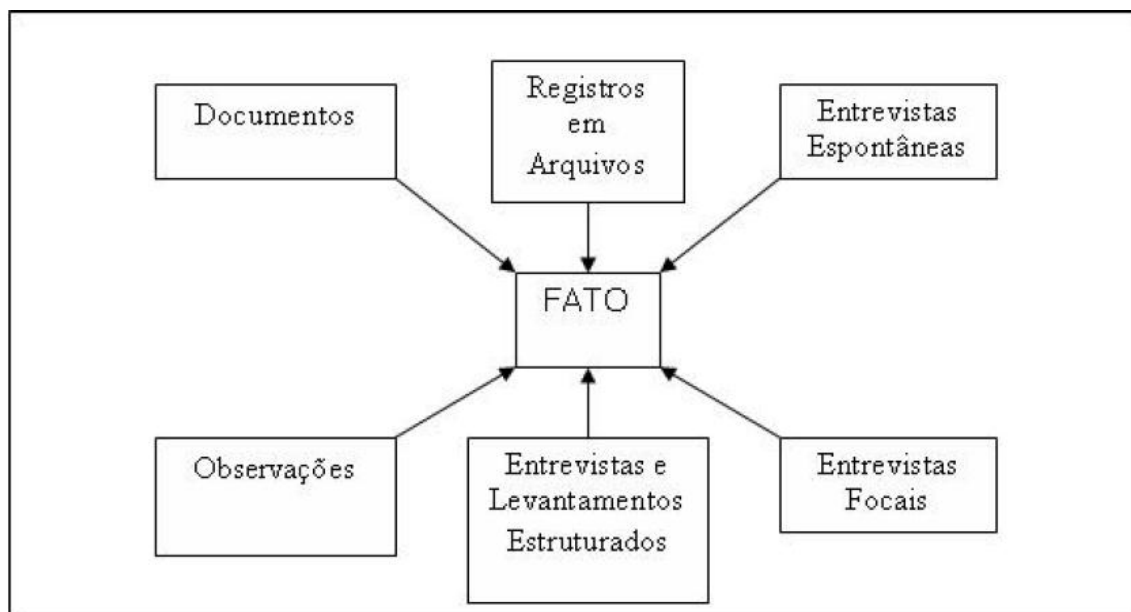 Documentos
Registros
em
Arquivos
Entrevistas
Espontâneas
FATO
Observações
Entrevistas e
Levantamentos
Estruturados
Entrevistas
Focais